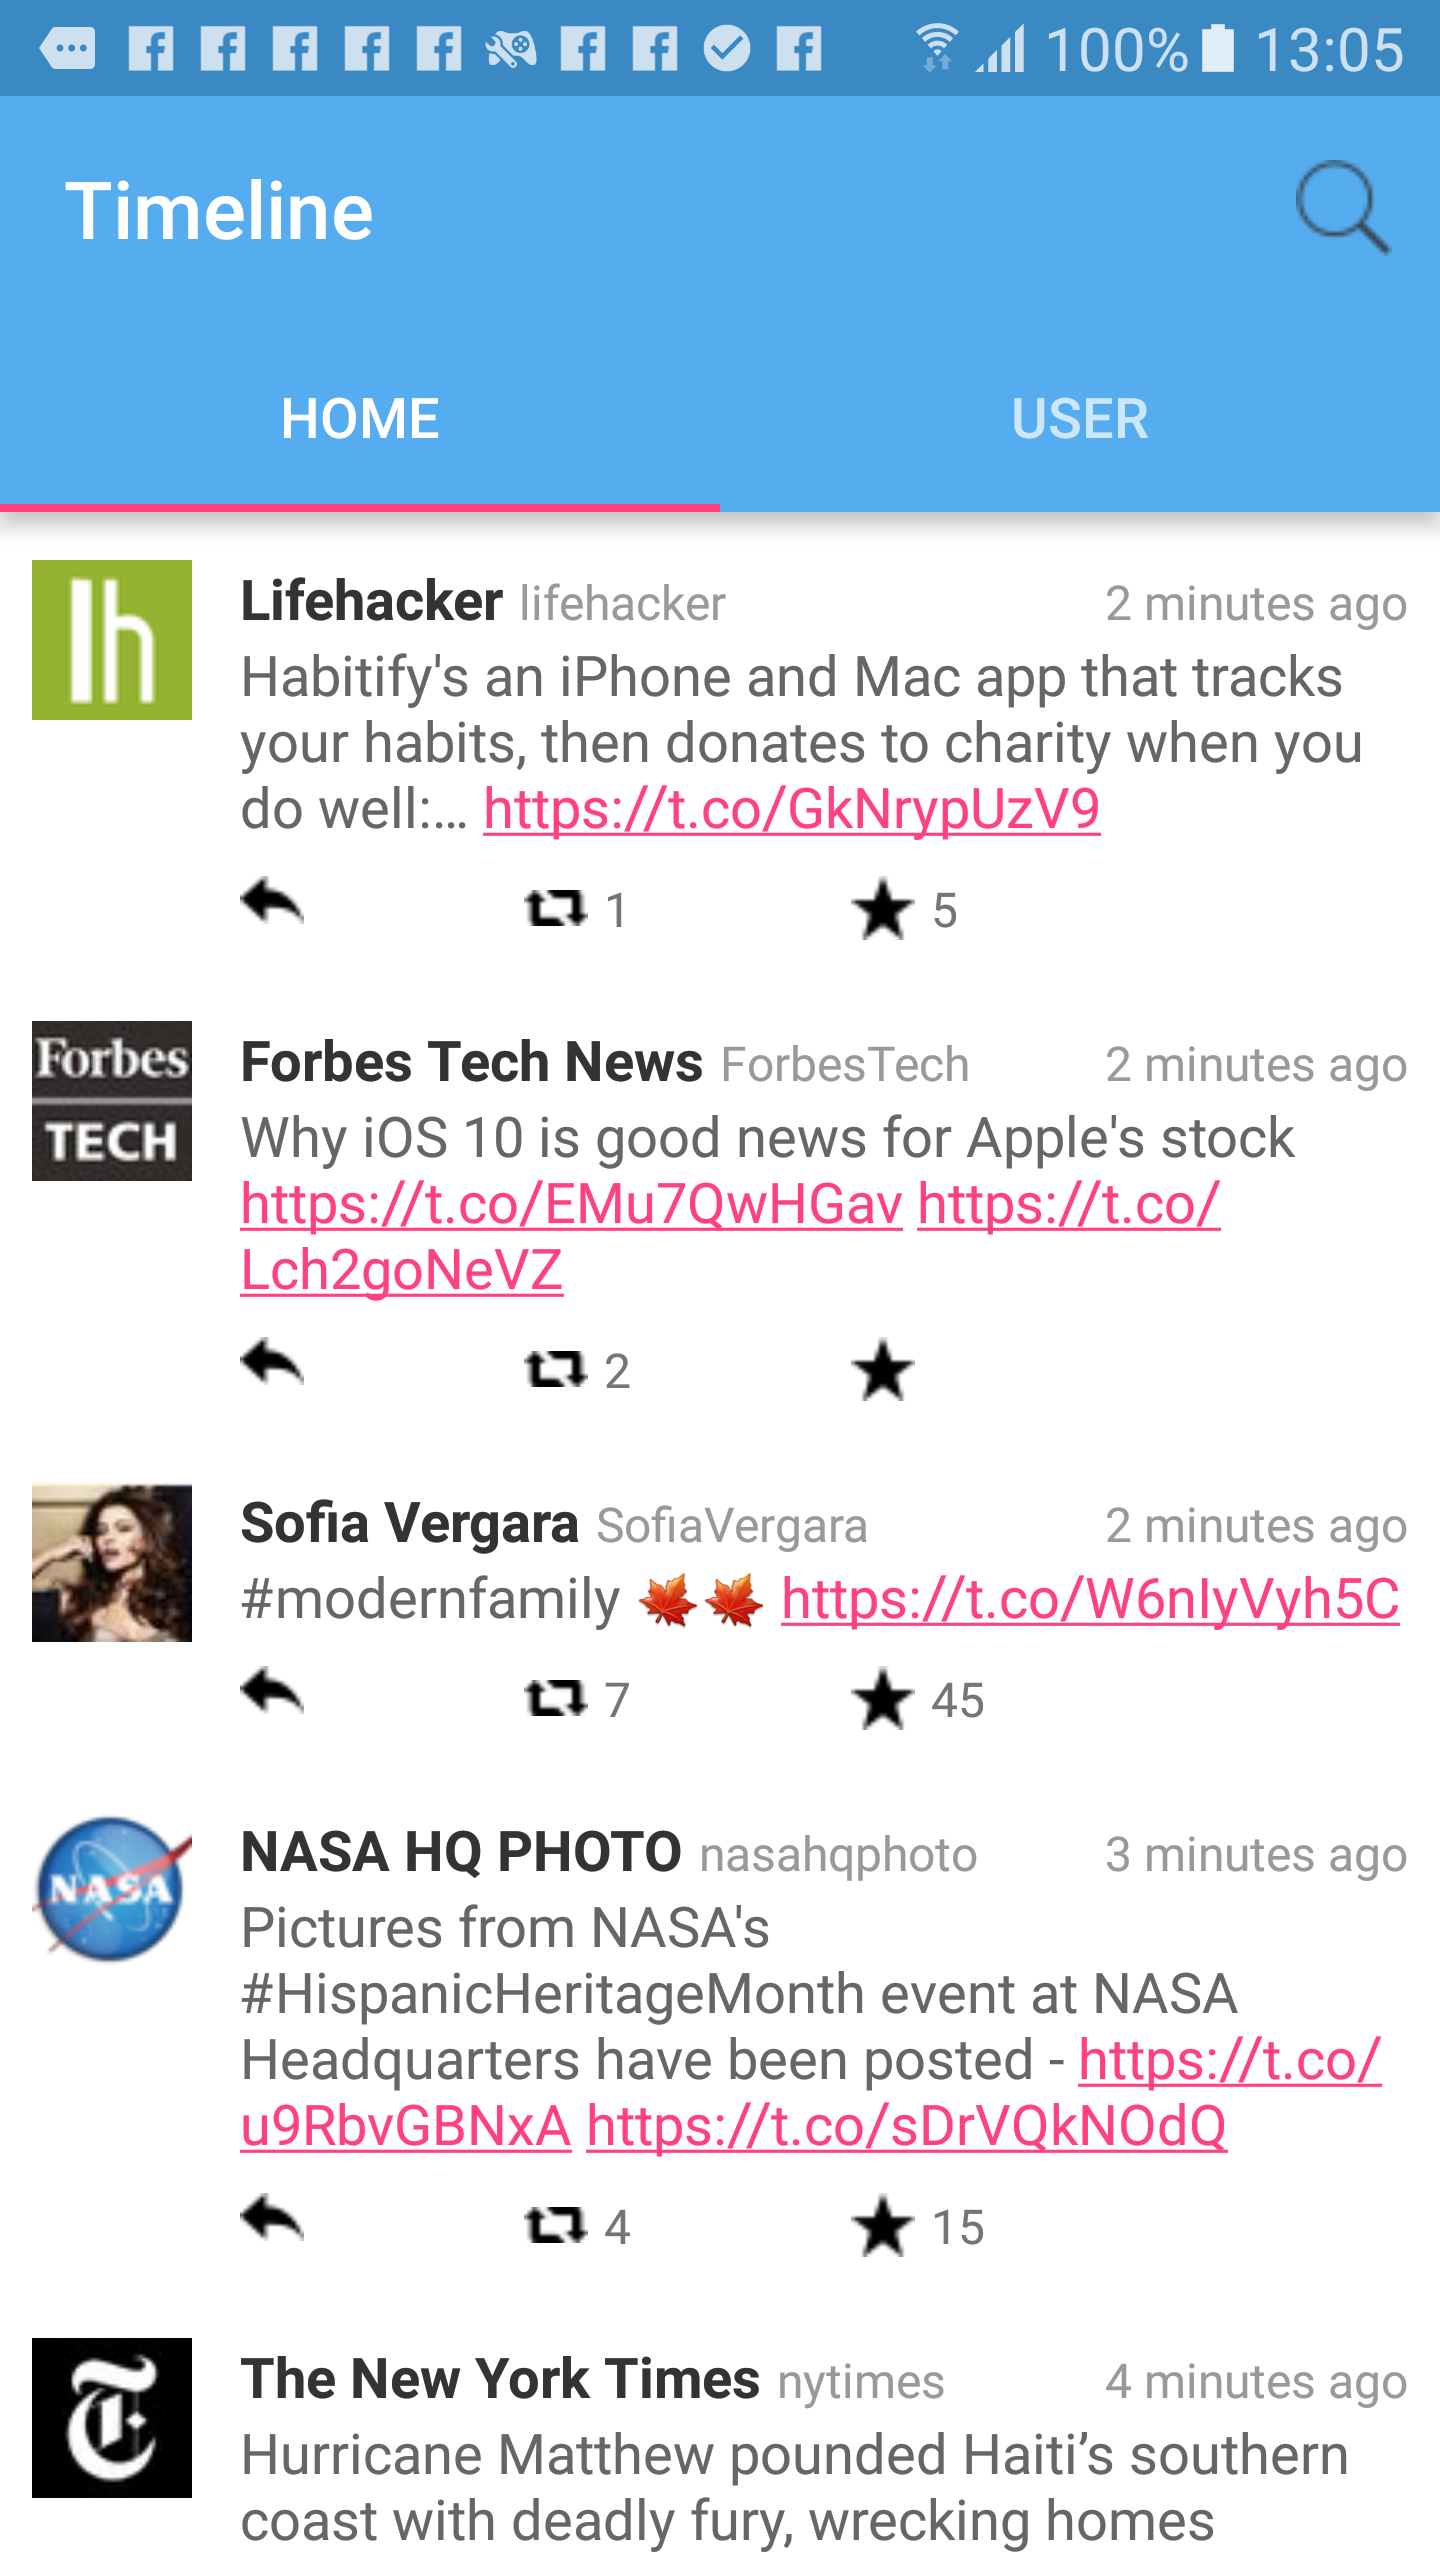 100% 13:05
Timeline
HOME USER
lh
Lifehacker lifehacker 2 minutes ago
Habitify's an iPhone and Mac app that tracks
your habits, then donates to charity when you
do well:… https://t.co/GkNrypUzV9
1 5
Forbes
TECH
Forbes Tech News ForbesTech 2 minutes ago
Why iOS 10 is good news for Apple's stock
https://t.co/EMu7QwHGav https://t.co/
Lch2goNeVZ
2
Sofia Vergara SofiaVergara 2 minutes ago
#modernfamily 🍁🍁 https://t.co/W6nIyVyh5C
7 45
NASA
NASA HQ PHOTO nasahqphoto 3 minutes ago
Pictures from NASA's
#HispanicHeritageMonth event at NASA
Headquarters have been posted - https://t.co/
u9RbvGBNxA https://t.co/sDrVQkNOdQ
4 15
T
The New York Times nytimes 4 minutes ago
Hurricane Matthew pounded Haiti’s southern
coast with deadly fury, wrecking homes